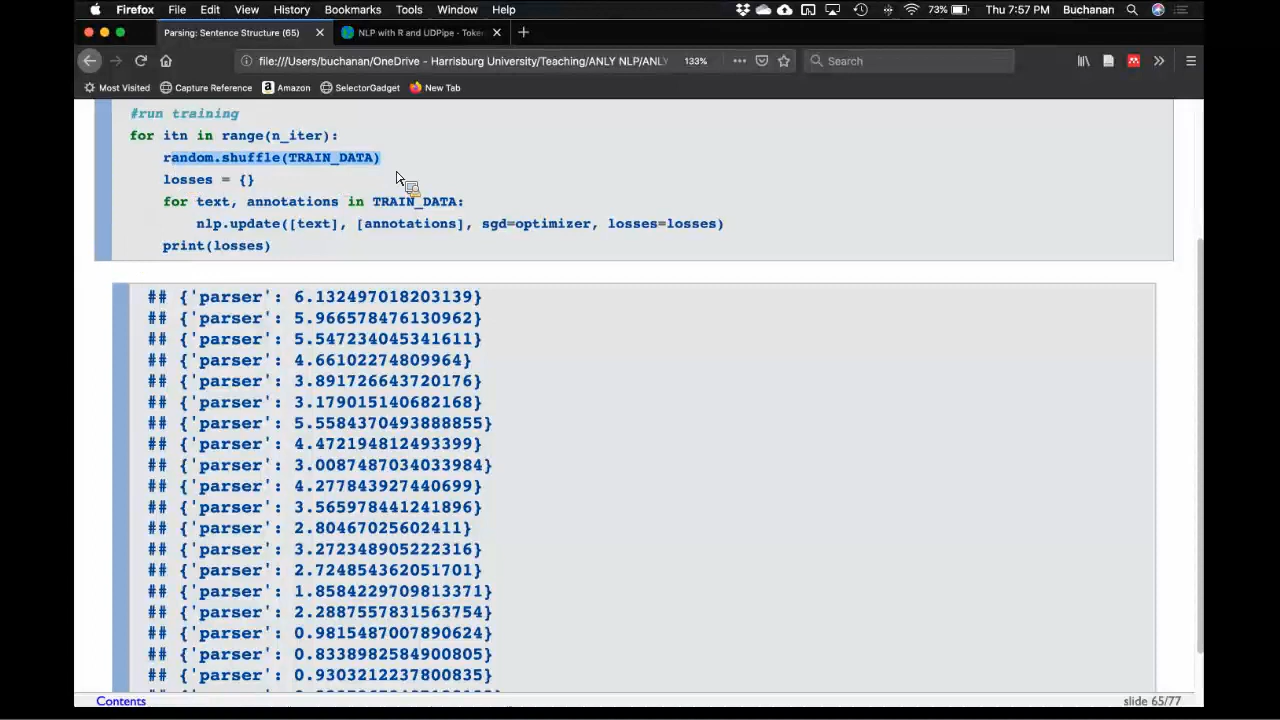 Firefox File Edit View History Bookmarks Tools Window Help 73% Thu 7:57 PM Buchanan
Parsing: Sentence Structure (65) NLP with R and UDPipe - Token
file:///Users/buchanan/OneDrive - Harrisburg University/Teaching/ANLY NLP/ANLY 133% Search
Most Visited Capture Reference Amazon SelectorGadget New Tab
#run training
for itn in range(n_iter):
random.shuffle(TRAIN_DATA)
losses = {}
for text, annotations in TRAIN_DATA:
nlp.update([text], [annotations], sgd=optimizer, losses=losses)
print(losses)
## {'parser': 6.132497018203139}
## {'parser': 5.966578476130962}
## {'parser': 5.547234045341611}
## {'parser': 4.66102274809964}
## {'parser': 3.891726643720176}
## {'parser': 3.179015140682168}
## {'parser': 5.5584370493888855}
## {'parser': 4.472194812493399}
## {'parser': 3.0087487034033984}
## {'parser': 4.277843927440699}
## {'parser': 3.565978441241896}
## {'parser': 2.80467025602411}
## {'parser': 3.272348905222316}
## {'parser': 2.724854362051701}
## {'parser': 1.8584229709813371}
## {'parser': 2.2887557831563754}
## {'parser': 0.9815487007890624}
## {'parser': 0.8338982584900805}
## {'parser': 0.9303212237800835}
Contents slide 65/77